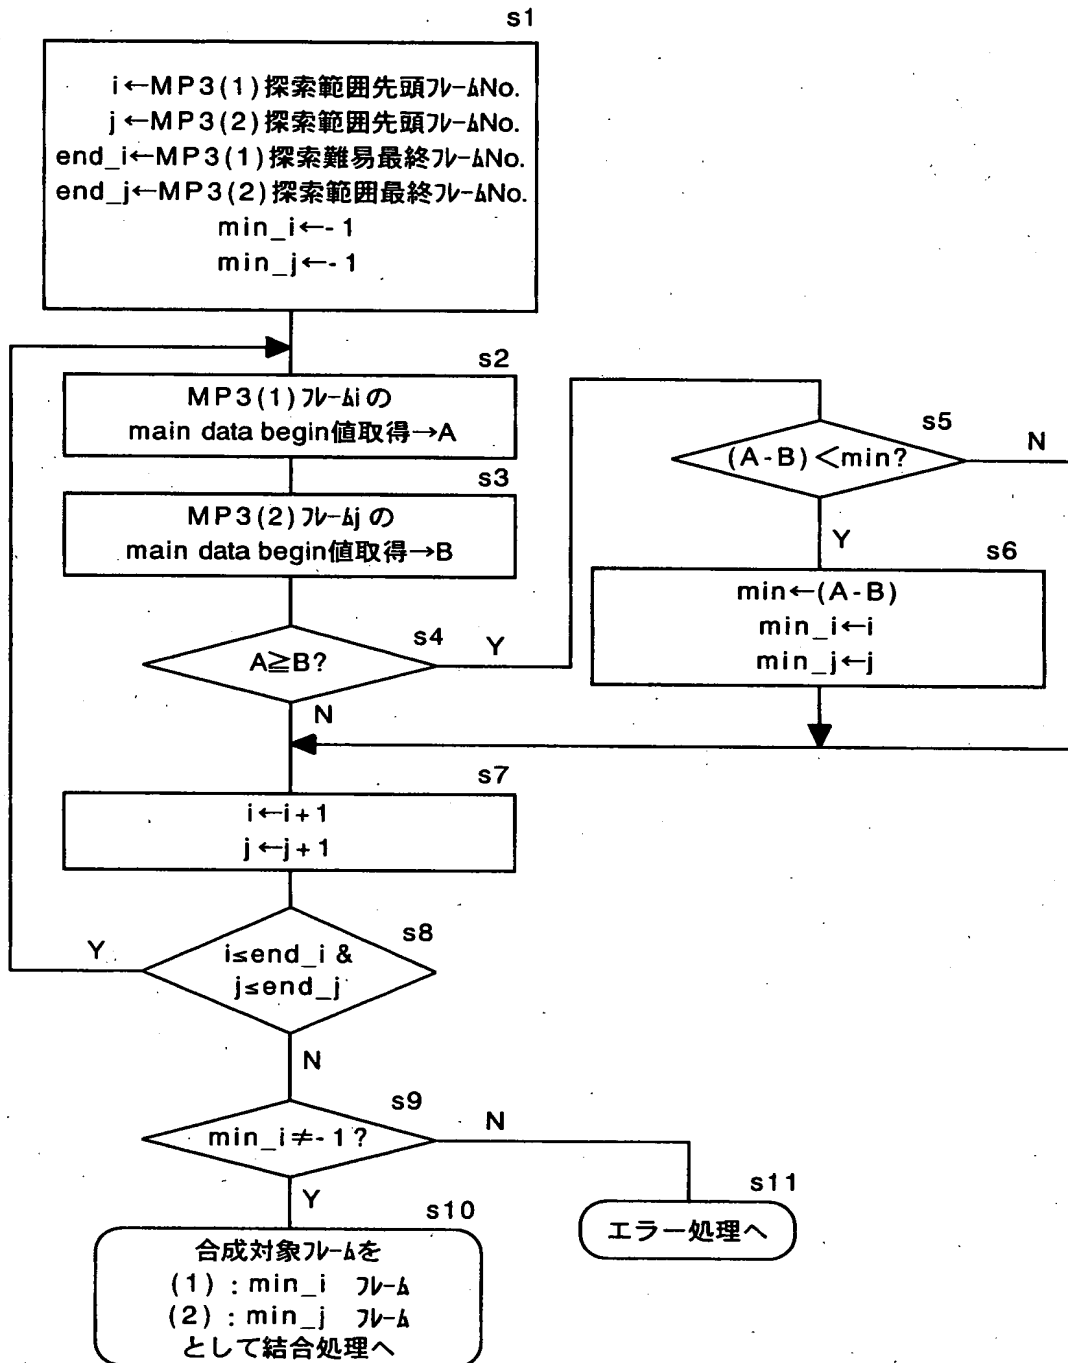 s1
i←MP3(1)探索範囲先頭ﾌﾚｰﾑNo.
j←MP3(2)探索範囲先頭ﾌﾚｰﾑNo.
end_i←MP3(1)探索難易最終ﾌﾚｰﾑNo.
end_j←MP3(2)探索範囲最終ﾌﾚｰﾑNo.
min_i←-1
min_j←-1
s2
MP3(1)ﾌﾚｰﾑiの
main data begin値取得→A
s3
MP3(2)ﾌﾚｰﾑjの
main data begin値取得→B
s4
A≧B?
Y
N
s5
(A-B)<min?
N
Y
s6
min←(A-B)
min_i←i
min_j←j
s7
i←i+1
j←j+1
s8
i≤end_i &
j≤end_j
Y
N
s9
min_i≠-1?
N
Y
s10
合成対象ﾌﾚｰﾑを
(1):min_i ﾌﾚｰﾑ
(2):min_j ﾌﾚｰﾑ
として結合処理へ
s11
エラー処理へ